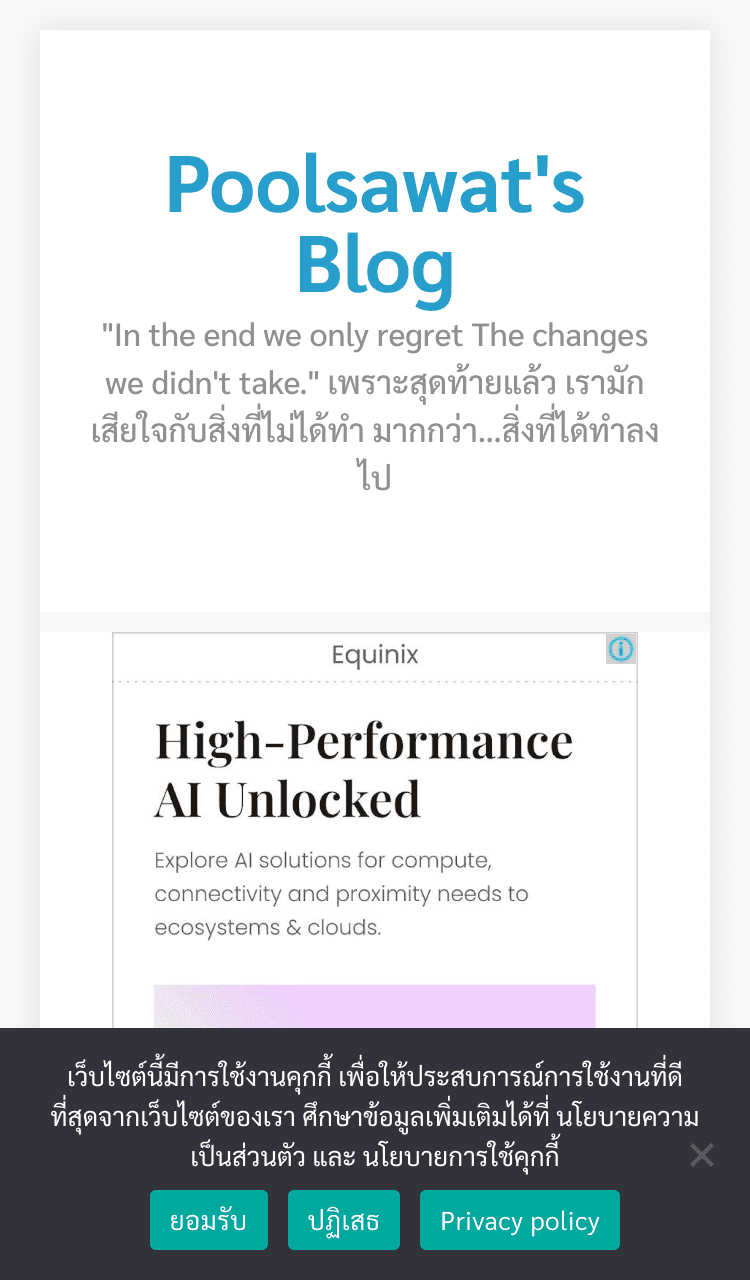 Poolsawat's
Blog
"In the end we only regret The changes
we didn't take." เพราะสุดท้ายแล้ว เรามัก
เสียใจกับสิ่งที่ไม่ได้ทำ มากกว่า...สิ่งที่ได้ทำลง
ไป
Equinix
High-Performance
AI Unlocked
Explore AI solutions for compute,
connectivity and proximity needs to
ecosystems & clouds.
เว็บไซต์นี้มีการใช้งานคุกกี้ เพื่อให้ประสบการณ์การใช้งานที่ดี
ที่สุดจากเว็บไซต์ของเรา ศึกษาข้อมูลเพิ่มเติมได้ที่ นโยบายความ
เป็นส่วนตัว และ นโยบายการใช้คุกกี้
ยอมรับ ปฏิเสธ Privacy policy